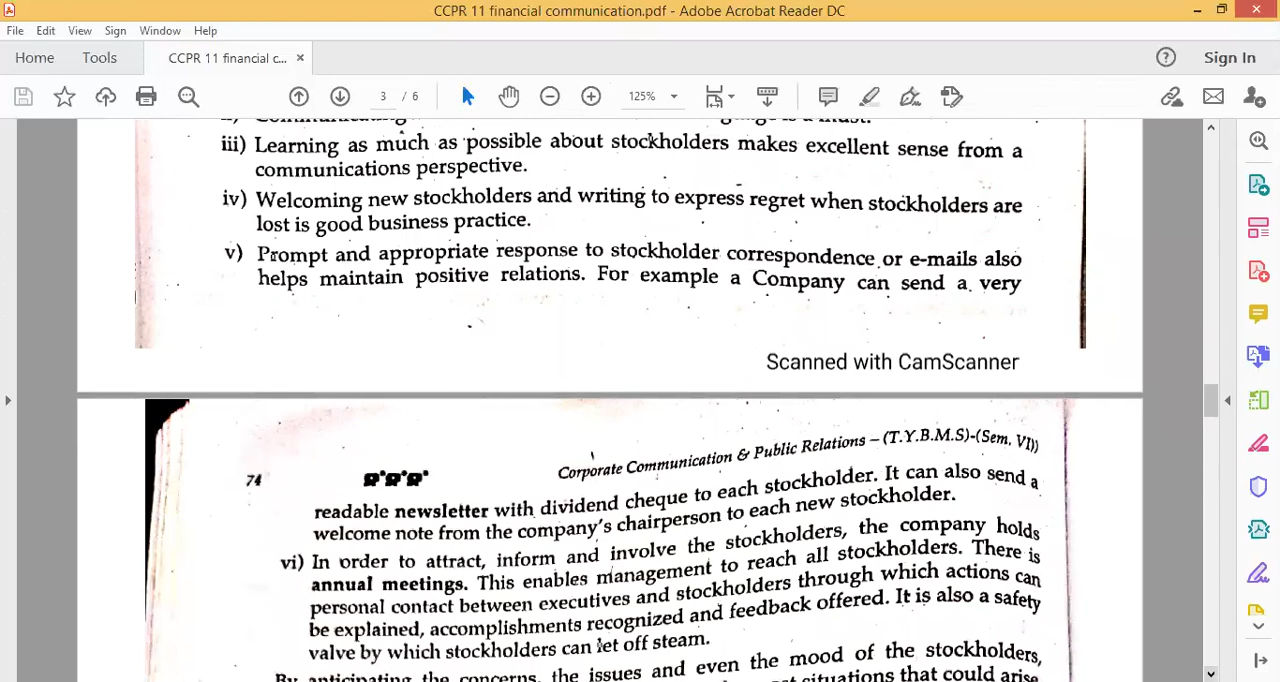 CCPR 11 financial communication.pdf - Adobe Acrobat Reader DC
File Edit View Sign Window Help
Home Tools CCPR 11 financial c... × Sign In
3 / 6 125%
iii) Learning as much as possible about stockholders makes excellent sense from a
communications perspective.
iv) Welcoming new stockholders and writing to express regret when stockholders are
lost is good business practice.
v) Prompt and appropriate response to stockholder correspondence or e-mails also
helps maintain positive relations. For example a Company can send a very
Scanned with CamScanner
74 Corporate Communication & Public Relations – (T.Y.B.M.S)-(Sem. VI))
readable newsletter with dividend cheque to each stockholder. It can also send a
welcome note from the company's chairperson to each new stockholder.
vi) In order to attract, inform and involve the stockholders, the company holds
annual meetings. This enables management to reach all stockholders. There is
personal contact between executives and stockholders through which actions can
be explained, accomplishments recognized and feedback offered. It is also a safety
valve by which stockholders can let off steam.
By anticipating the concerns, the issues and even the mood of the stockholders,
situations that could arise